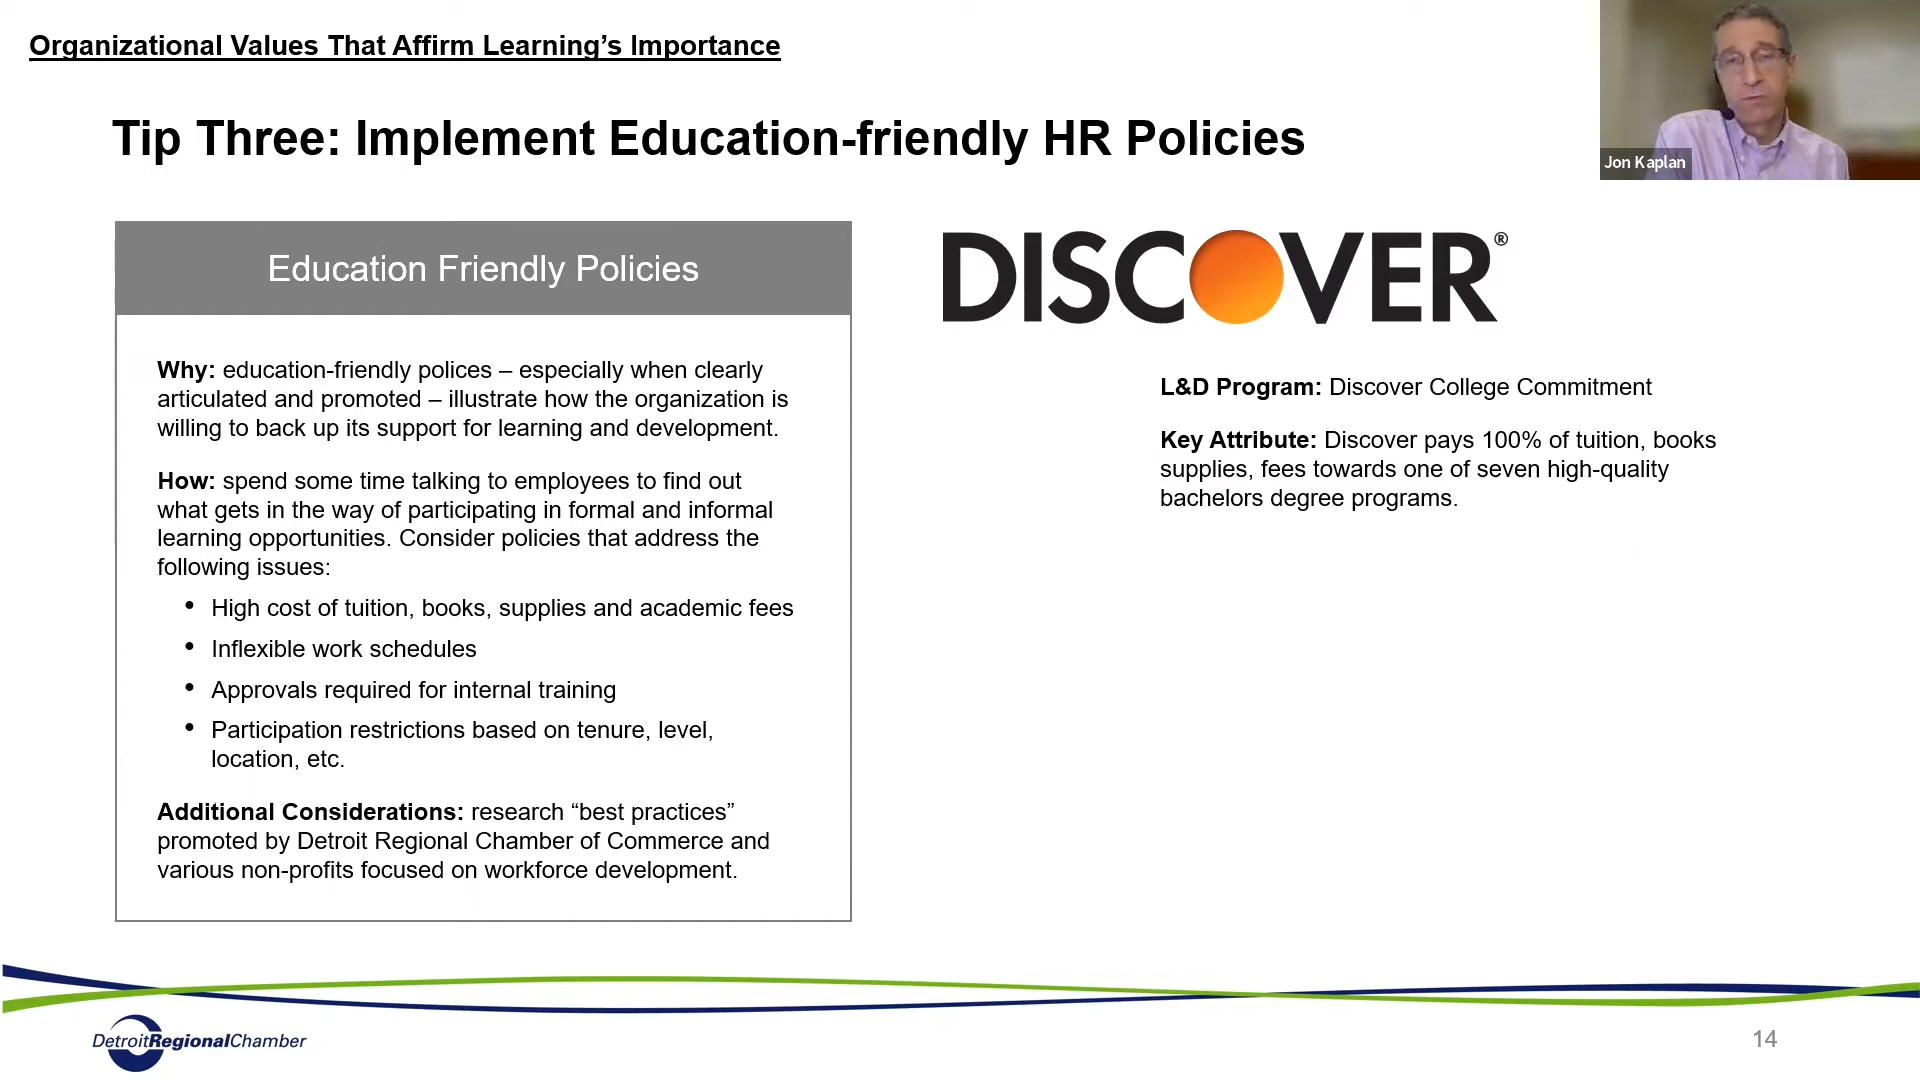 Organizational Values That Affirm Learning’s Importance
Tip Three: Implement Education-friendly HR Policies
Jon Kaplan
Education Friendly Policies
Why: education-friendly polices – especially when clearly
articulated and promoted – illustrate how the organization is
willing to back up its support for learning and development.
How: spend some time talking to employees to find out
what gets in the way of participating in formal and informal
learning opportunities. Consider policies that address the
following issues:
• High cost of tuition, books, supplies and academic fees
• Inflexible work schedules
• Approvals required for internal training
• Participation restrictions based on tenure, level,
location, etc.
Additional Considerations: research “best practices”
promoted by Detroit Regional Chamber of Commerce and
various non-profits focused on workforce development.
DISCOVER®
L&D Program: Discover College Commitment
Key Attribute: Discover pays 100% of tuition, books
supplies, fees towards one of seven high-quality
bachelors degree programs.
DetroitRegionalChamber
14